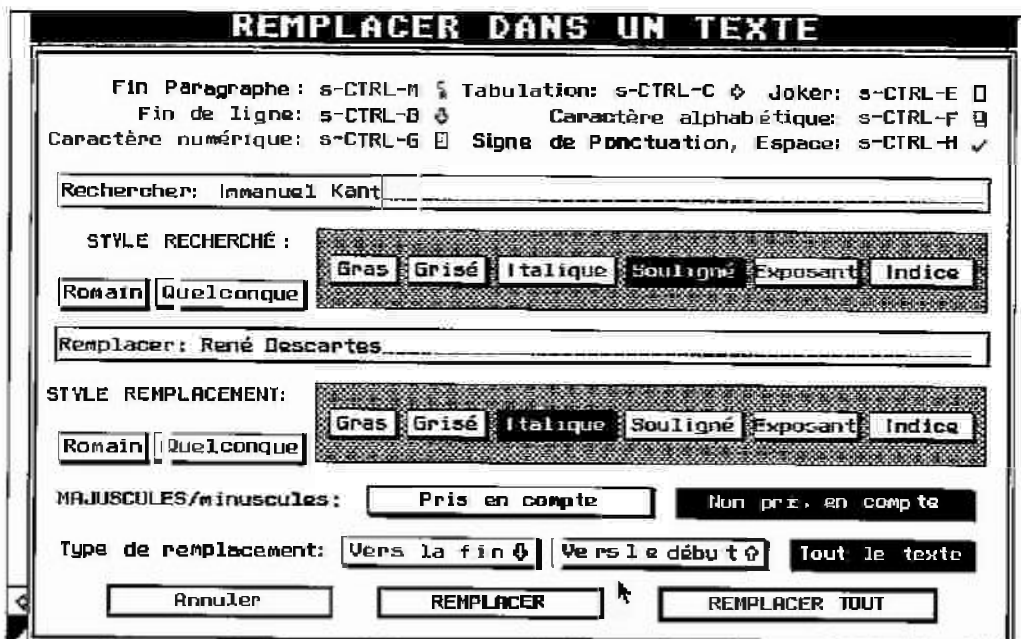 REMPLACER DANS UN TEXTE
Fin Paragraphe: s-CTRL-M Tabulation: s-CTRL-C Joker: s-CTRL-E
Fin de ligne: s-CTRL-B Caractère alphabétique: s-CTRL-F
Caractère numérique: s-CTRL-G Signe de Ponctuation, Espace: s-CTRL-H
Rechercher: Immanuel Kant
STYLE RECHERCHÉ:
Gras Grisé Italique Souligné Exposant Indice
Romain Quelconque
Remplacer: René Descartes
STYLE REMPLACEMENT:
Gras Grisé Italique Souligné Exposant Indice
Romain Quelconque
MAJUSCULES/minuscules: Pris en compte Non pris en compte
Type de remplacement: Vers la fin Vers le début Tout le texte
Annuler REMPLACER REMPLACER TOUT